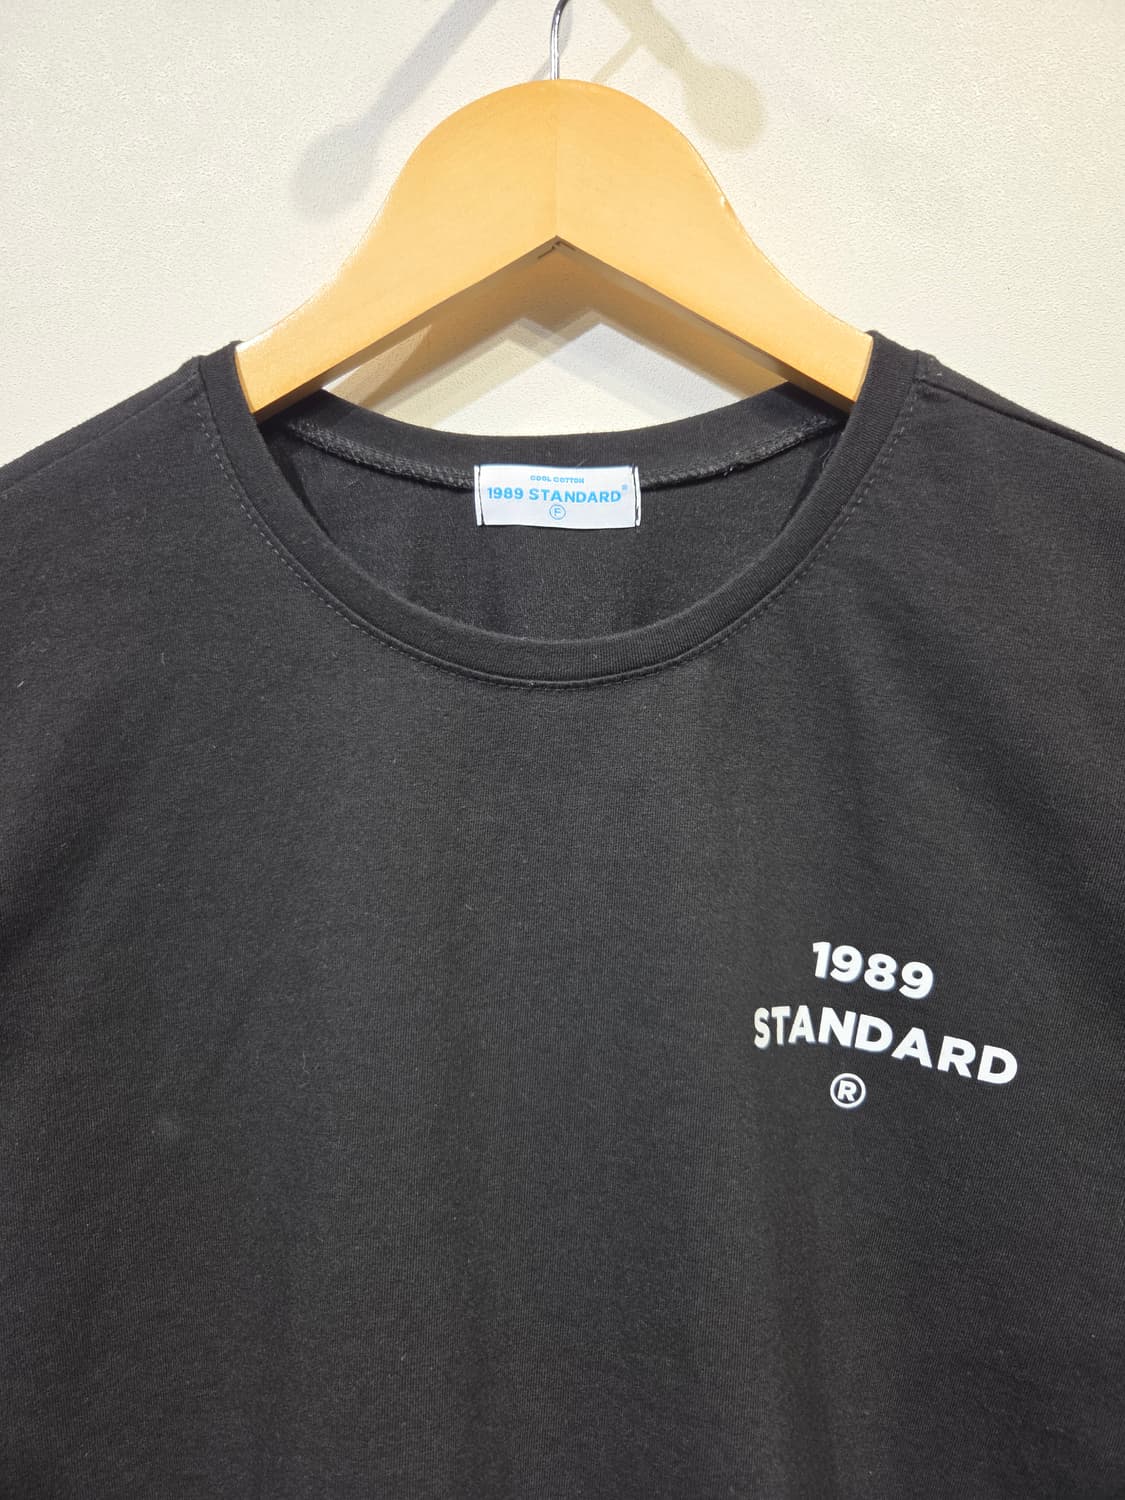 COOL COTTON
1989 STANDARD®
Ⓕ
1989
STANDARD
®